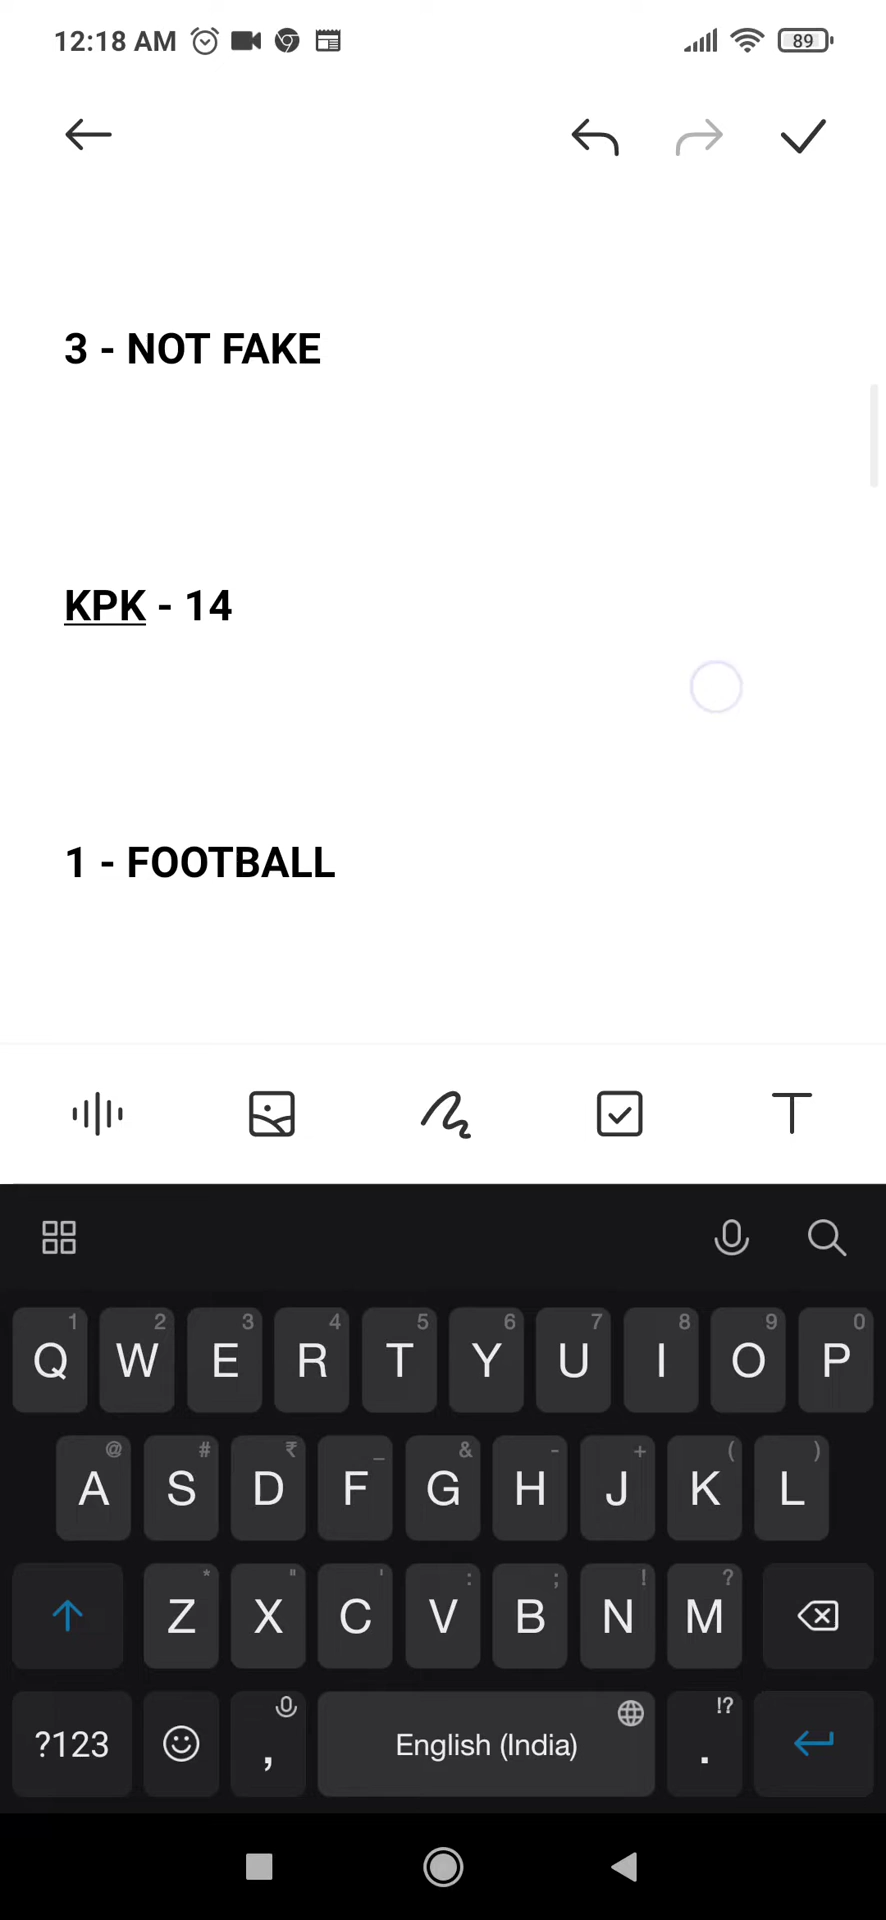 12:18 AM 89
3 - NOT FAKE
KPK - 14
1 - FOOTBALL
T
1 2 3 4 5 6 7 8 9 0
Q W E R T Y U I O P
@ # ₹ _ & - + ( )
A S D F G H J K L
* " ' : ; ! ?
Z X C V B N M
!?
?123 , English (India) .